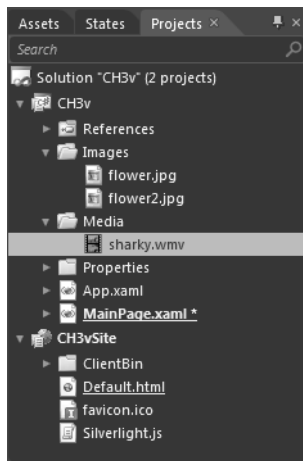 Assets States Projects ×
Search
Solution "CH3v" (2 projects)
CH3v
References
Images
flower.jpg
flower2.jpg
Media
sharky.wmv
Properties
App.xaml
MainPage.xaml *
CH3vSite
ClientBin
Default.html
favicon.ico
Silverlight.js